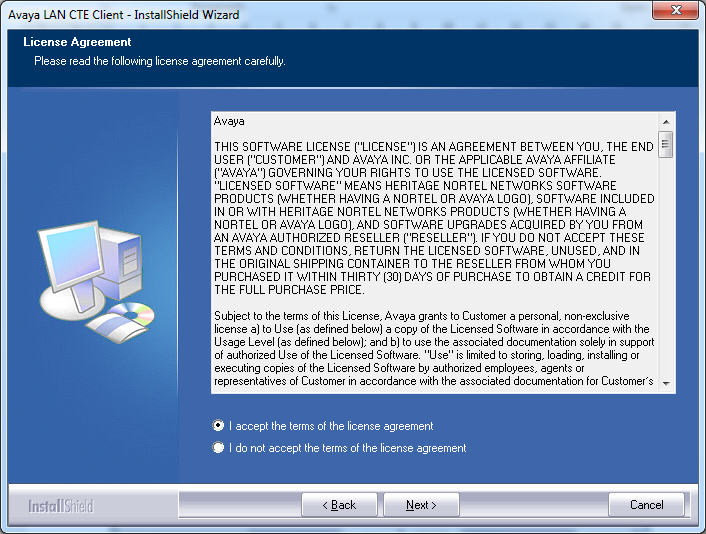 Avaya LAN CTE Client - InstallShield Wizard
License Agreement
Please read the following license agreement carefully.
Avaya
THIS SOFTWARE LICENSE ("LICENSE") IS AN AGREEMENT BETWEEN YOU, THE END
USER ("CUSTOMER") AND AVAYA INC. OR THE APPLICABLE AVAYA AFFILIATE
("AVAYA") GOVERNING YOUR RIGHTS TO USE THE LICENSED SOFTWARE.
"LICENSED SOFTWARE" MEANS HERITAGE NORTEL NETWORKS SOFTWARE
PRODUCTS (WHETHER HAVING A NORTEL OR AVAYA LOGO), SOFTWARE INCLUDED
IN OR WITH HERITAGE NORTEL NETWORKS PRODUCTS (WHETHER HAVING A
NORTEL OR AVAYA LOGO), AND SOFTWARE UPGRADES ACQUIRED BY YOU FROM
AN AVAYA AUTHORIZED RESELLER ("RESELLER"). IF YOU DO NOT ACCEPT THESE
TERMS AND CONDITIONS, RETURN THE LICENSED SOFTWARE, UNUSED, AND IN
THE ORIGINAL SHIPPING CONTAINER TO THE RESELLER FROM WHOM YOU
PURCHASED IT WITHIN THIRTY (30) DAYS OF PURCHASE TO OBTAIN A CREDIT FOR
THE FULL PURCHASE PRICE.
Subject to the terms of this License, Avaya grants to Customer a personal, non-exclusive
license a) to Use (as defined below) a copy of the Licensed Software in accordance with the
Usage Level (as defined below); and b) to use the associated documentation solely in support
of authorized Use of the Licensed Software. "Use" is limited to storing, loading, installing or
executing copies of the Licensed Software by authorized employees, agents or
representatives of Customer in accordance with the associated documentation for Customer's
I accept the terms of the license agreement
I do not accept the terms of the license agreement
InstallShield
< Back
Next >
Cancel